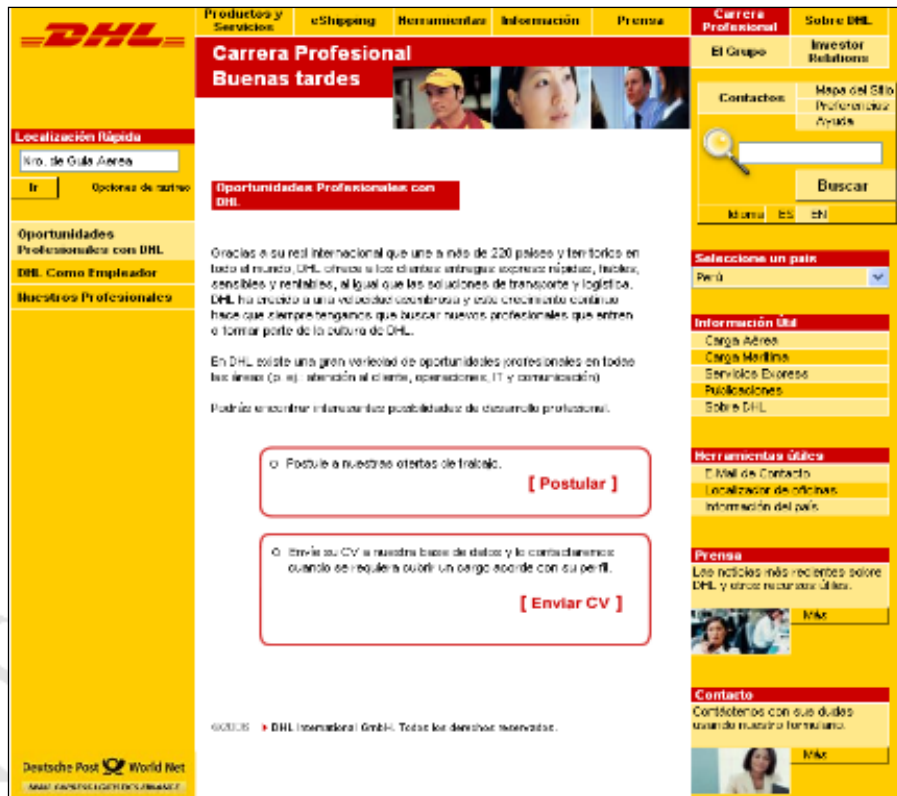 DHL
Productos y Servicios
eShipping
Herramientas
Información
Prensa
Carrera Profesional
Sobre DHL
El Grupo
Investor Relations
Carrera Profesional
Buenas tardes
Contactos
Mapa del Sitio
Preferencias
Ayuda
Buscar
Idioma ES EN
Localización Rápida
Nro. de Guía Aerea
Ir
Opciones de rastreo
Oportunidades
Profesionales con DHL
DHL Como Empleador
Nuestros Profesionales
Oportunidades Profesionales con
DHL
Gracias a su red internacional que une a más de 220 países y territorios en
todo el mundo, DHL ofrece a los clientes entregas express rápidas, fiables,
sensibles y rentables, al igual que las soluciones de transporte y logística.
DHL ha crecido a una velocidad asombrosa y este crecimiento continuo
hace que siempre tengamos que buscar nuevos profesionales que entren
a formar parte de la cultura de DHL.
En DHL existe una gran variedad de oportunidades profesionales en todas
las áreas (p. ej.: atención al cliente, operaciones, IT y comunicación)
Podrás encontrar interesantes posibilidades de desarrollo profesional.
Postule a nuestras ofertas de trabajo.
[ Postular ]
Envíe su CV a nuestra base de datos y lo contactaremos
cuando se requiera cubrir un cargo acorde con su perfil.
[ Enviar CV ]
DHL International GmbH. Todos los derechos reservados.
Seleccione un país
Perú
Información Útil
Carga Aérea
Carga Marítima
Servicios Express
Publicaciones
Sobre DHL
Herramientas útiles
E-Mail de Contacto
Localizador de oficinas
Información del país
Prensa
Las noticias más recientes sobre
DHL y otros recursos útiles.
Más
Contacto
Contáctenos con sus dudas
usando nuestro formulario.
Más
Deutsche Post World Net